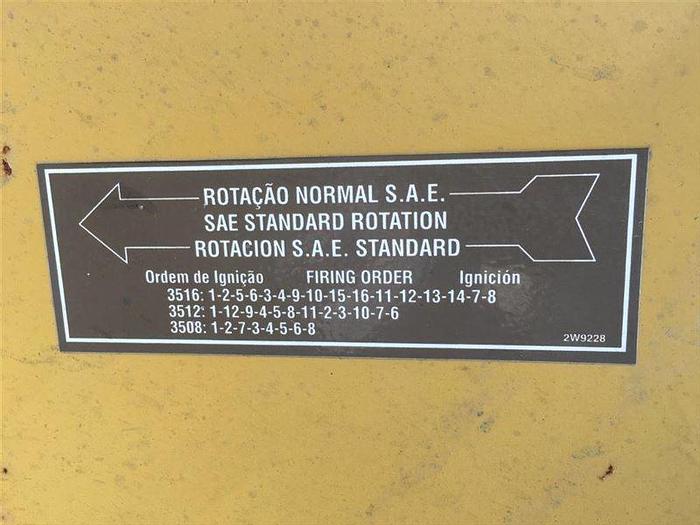 ROTAÇÃO NORMAL S.A.E.
SAE STANDARD ROTATION
ROTACION S.A.E. STANDARD
Ordem de Ignição FIRING ORDER Ignición
3516: 1-2-5-6-3-4-9-10-15-16-11-12-13-14-7-8
3512: 1-12-9-4-5-8-11-2-3-10-7-6
3508: 1-2-7-3-4-5-6-8
2W9228